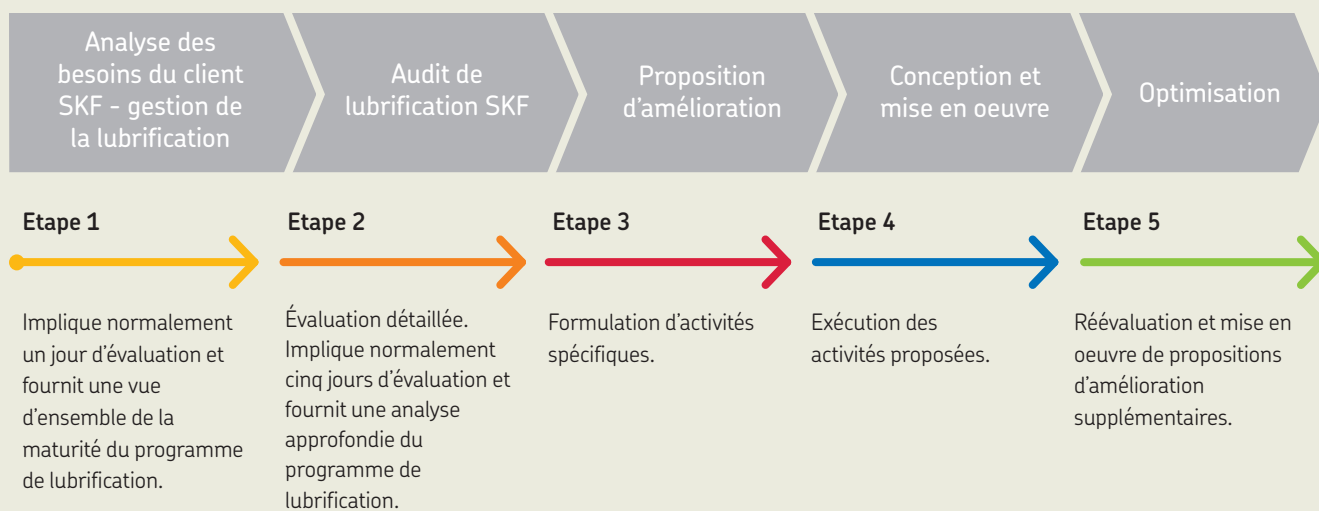 Analyse des
besoins du client
SKF - gestion de
la lubrification
Audit de
lubrification SKF
Proposition
d'amélioration
Conception et
mise en oeuvre
Optimisation
Etape 1
Implique normalement
un jour d'évaluation et
fournit une vue
d'ensemble de la
maturité du programme
de lubrification.
Etape 2
Évaluation détaillée.
Implique normalement
cinq jours d'évaluation et
fournit une analyse
approfondie du
programme de
lubrification.
Etape 3
Formulation d'activités
spécifiques.
Etape 4
Exécution des
activités proposées.
Etape 5
Réévaluation et mise en
oeuvre de propositions
d'amélioration
supplémentaires.